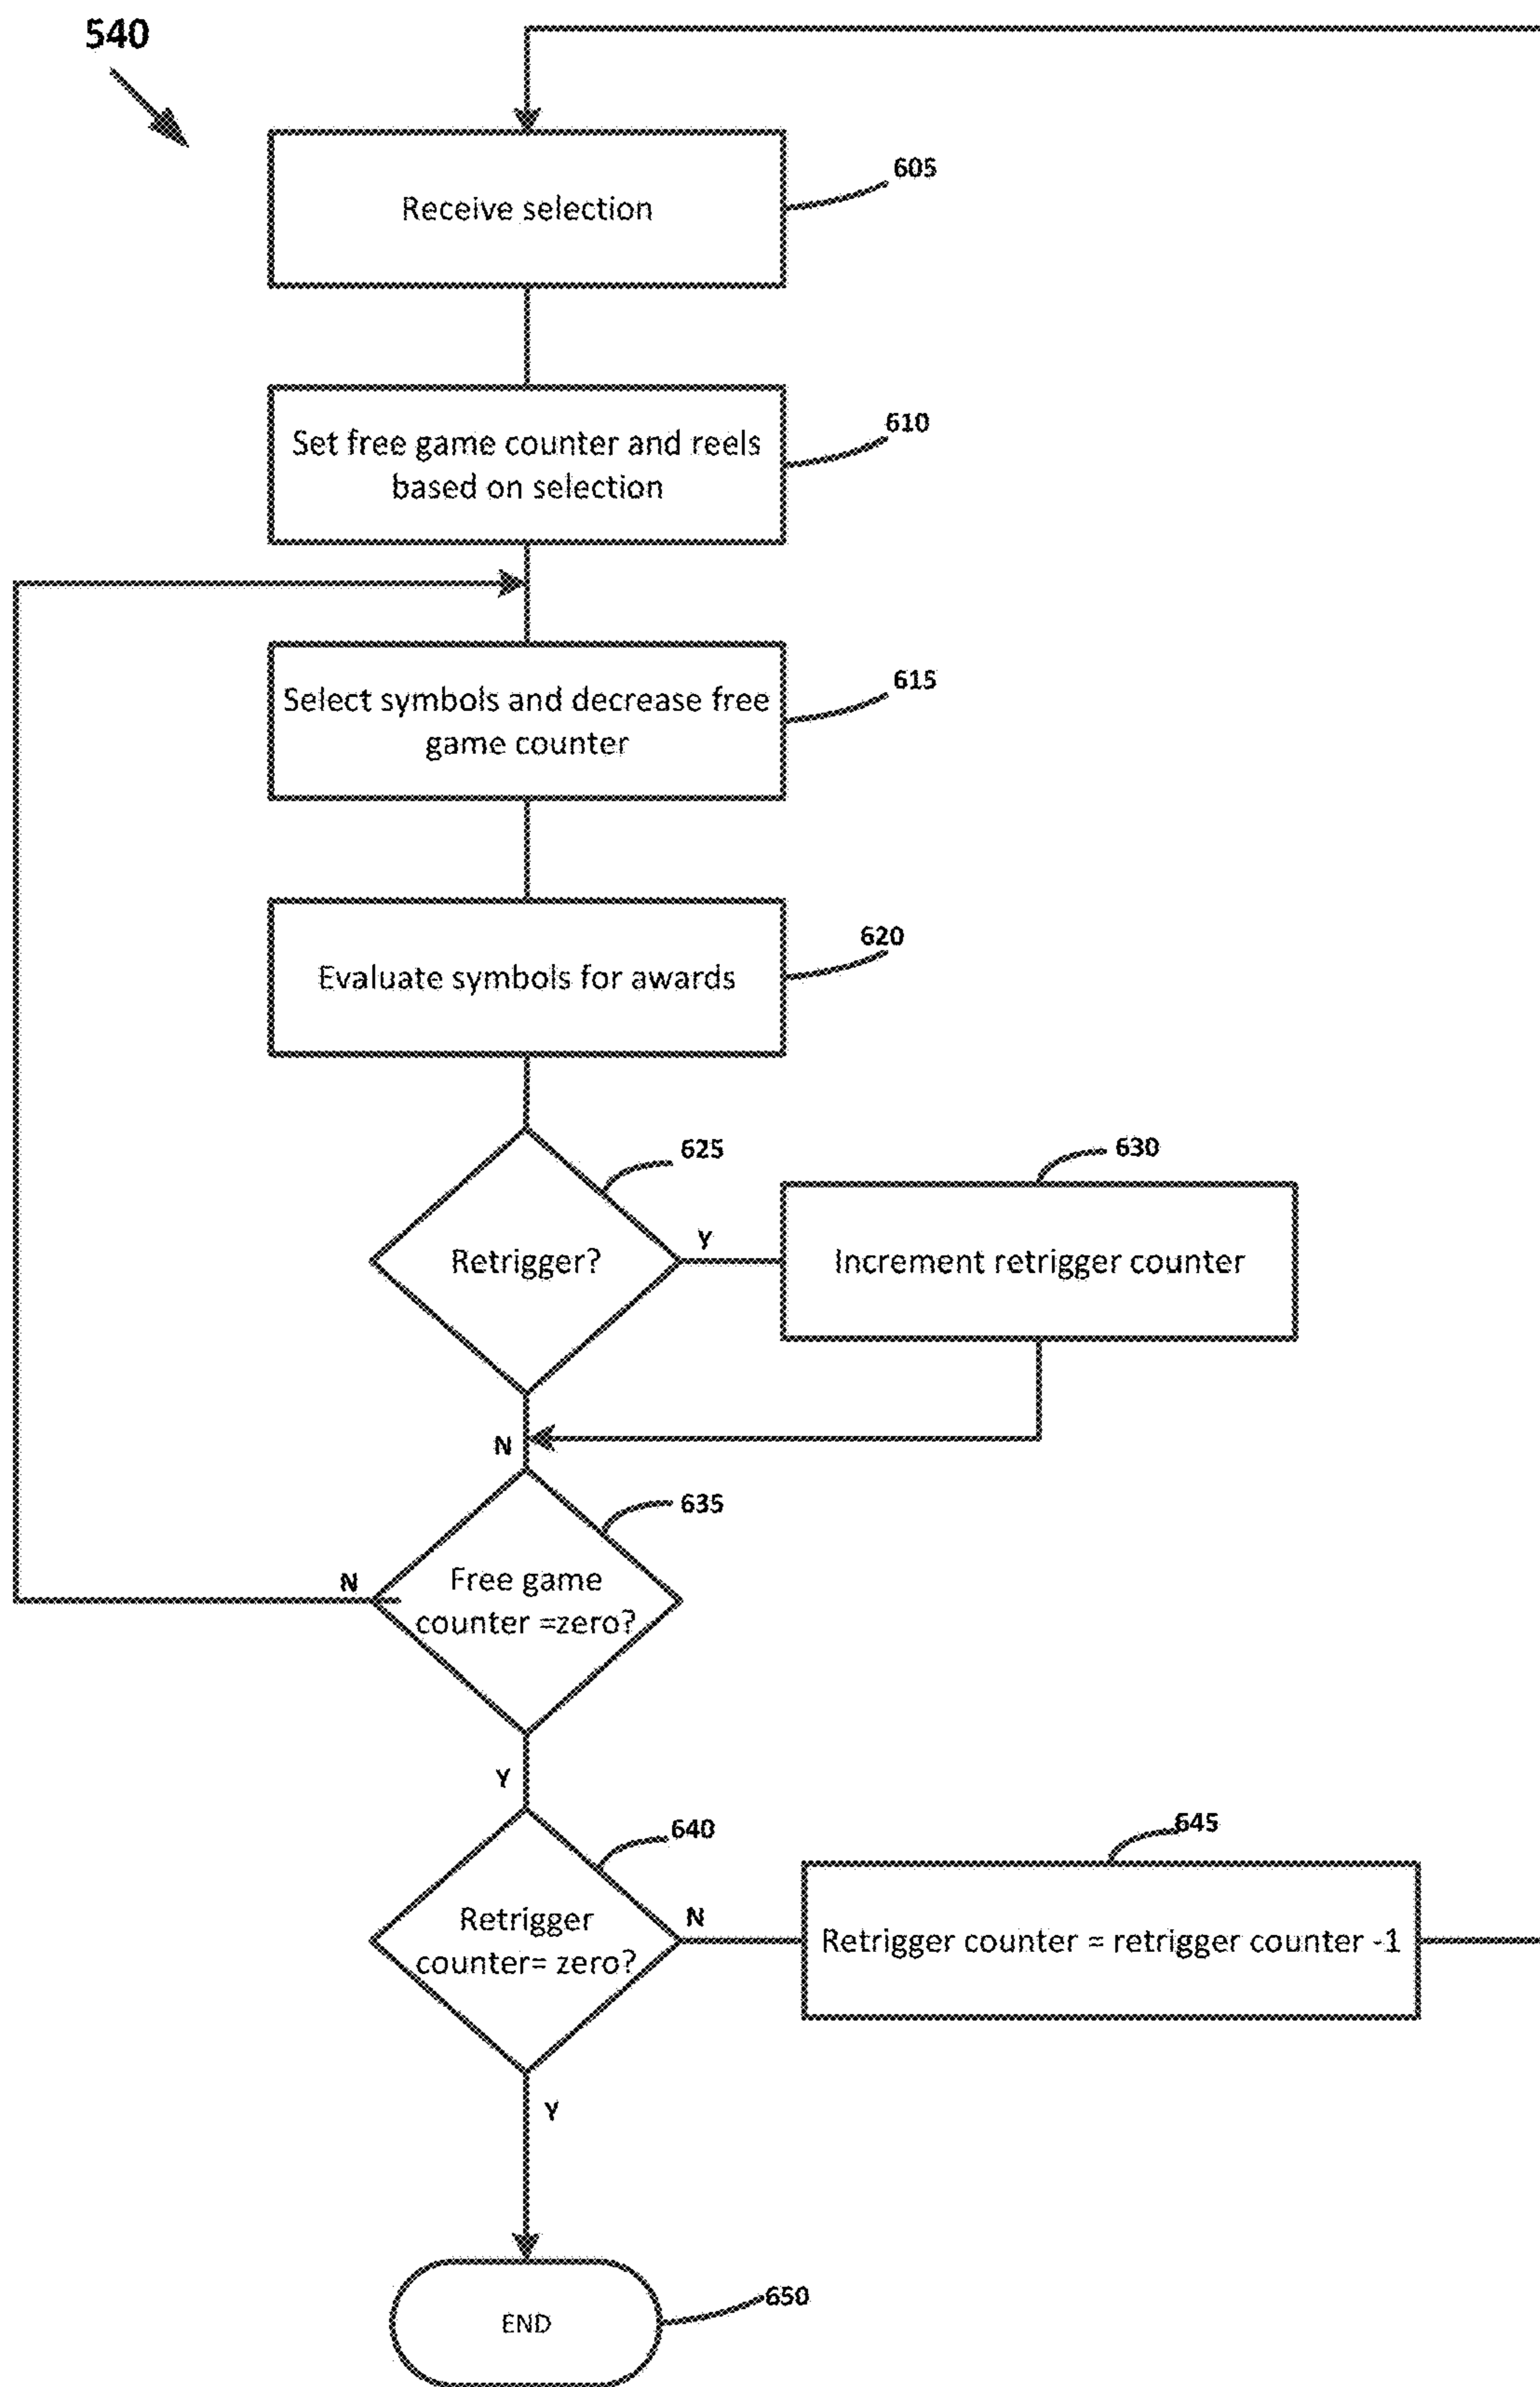 540
605
Receive selection
610
Set free game counter and reels
based on selection
615
Select symbols and decrease free
game counter
620
Evaluate symbols for awards
625
630
Retrigger?
Y
Increment retrigger counter
N
635
N
Free game
counter =zero?
Y
640
645
Retrigger
counter= zero?
N
Retrigger counter = retrigger counter -1
Y
650
END